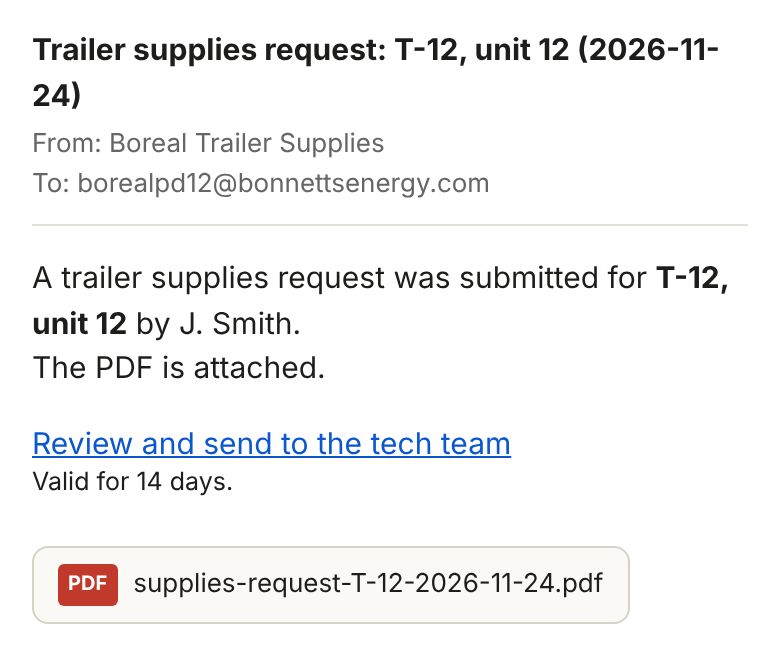 Trailer supplies request: T-12, unit 12 (2026-11-
24)
From: Boreal Trailer Supplies
To: borealpd12@bonnettsenergy.com
A trailer supplies request was submitted for T-12,
unit 12 by J. Smith.
The PDF is attached.
Review and send to the tech team
Valid for 14 days.
PDF supplies-request-T-12-2026-11-24.pdf